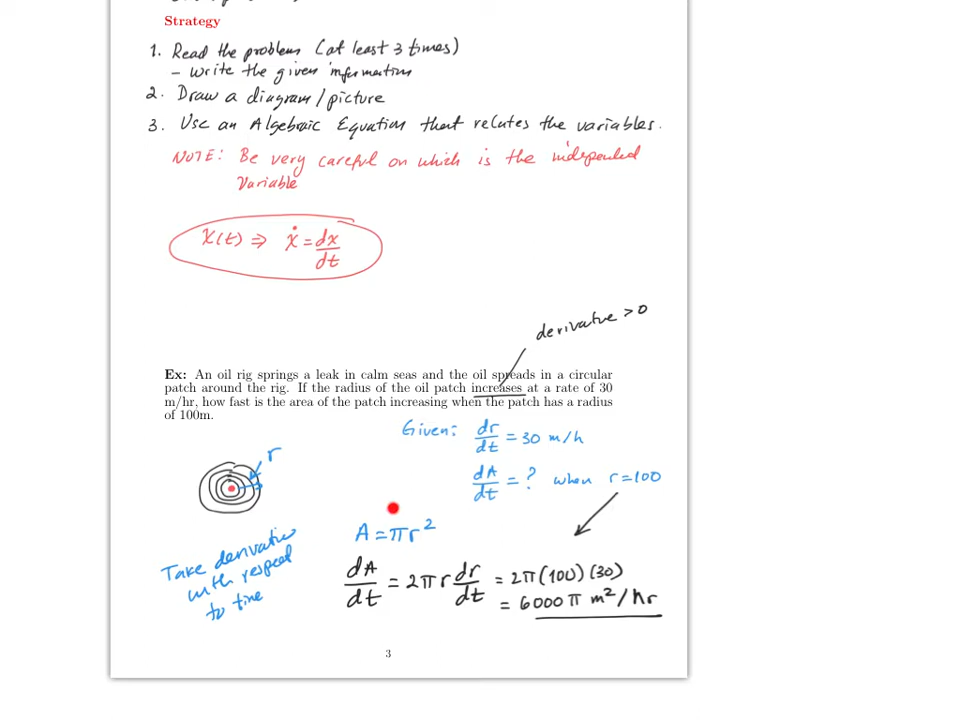 Strategy
1. Read the problem (at least 3 times)
- Write the given information
2. Draw a diagram/picture
3. Use an Algebraic Equation that relates the variables.
NOTE: Be very careful on which is the independed
Variable
x(t) ⇒ ẋ = dx/dt
derivative > 0
Ex: An oil rig springs a leak in calm seas and the oil spreads in a circular
patch around the rig. If the radius of the oil patch increases at a rate of 30
m/hr, how fast is the area of the patch increasing when the patch has a radius
of 100m.
Given: dr/dt = 30 m/h
dA/dt = ? when r=100
r
A = πr²
Take derivative
with respect
to time
dA/dt = 2πr dr/dt = 2π(100)(30)
= 6000π m²/hr
3